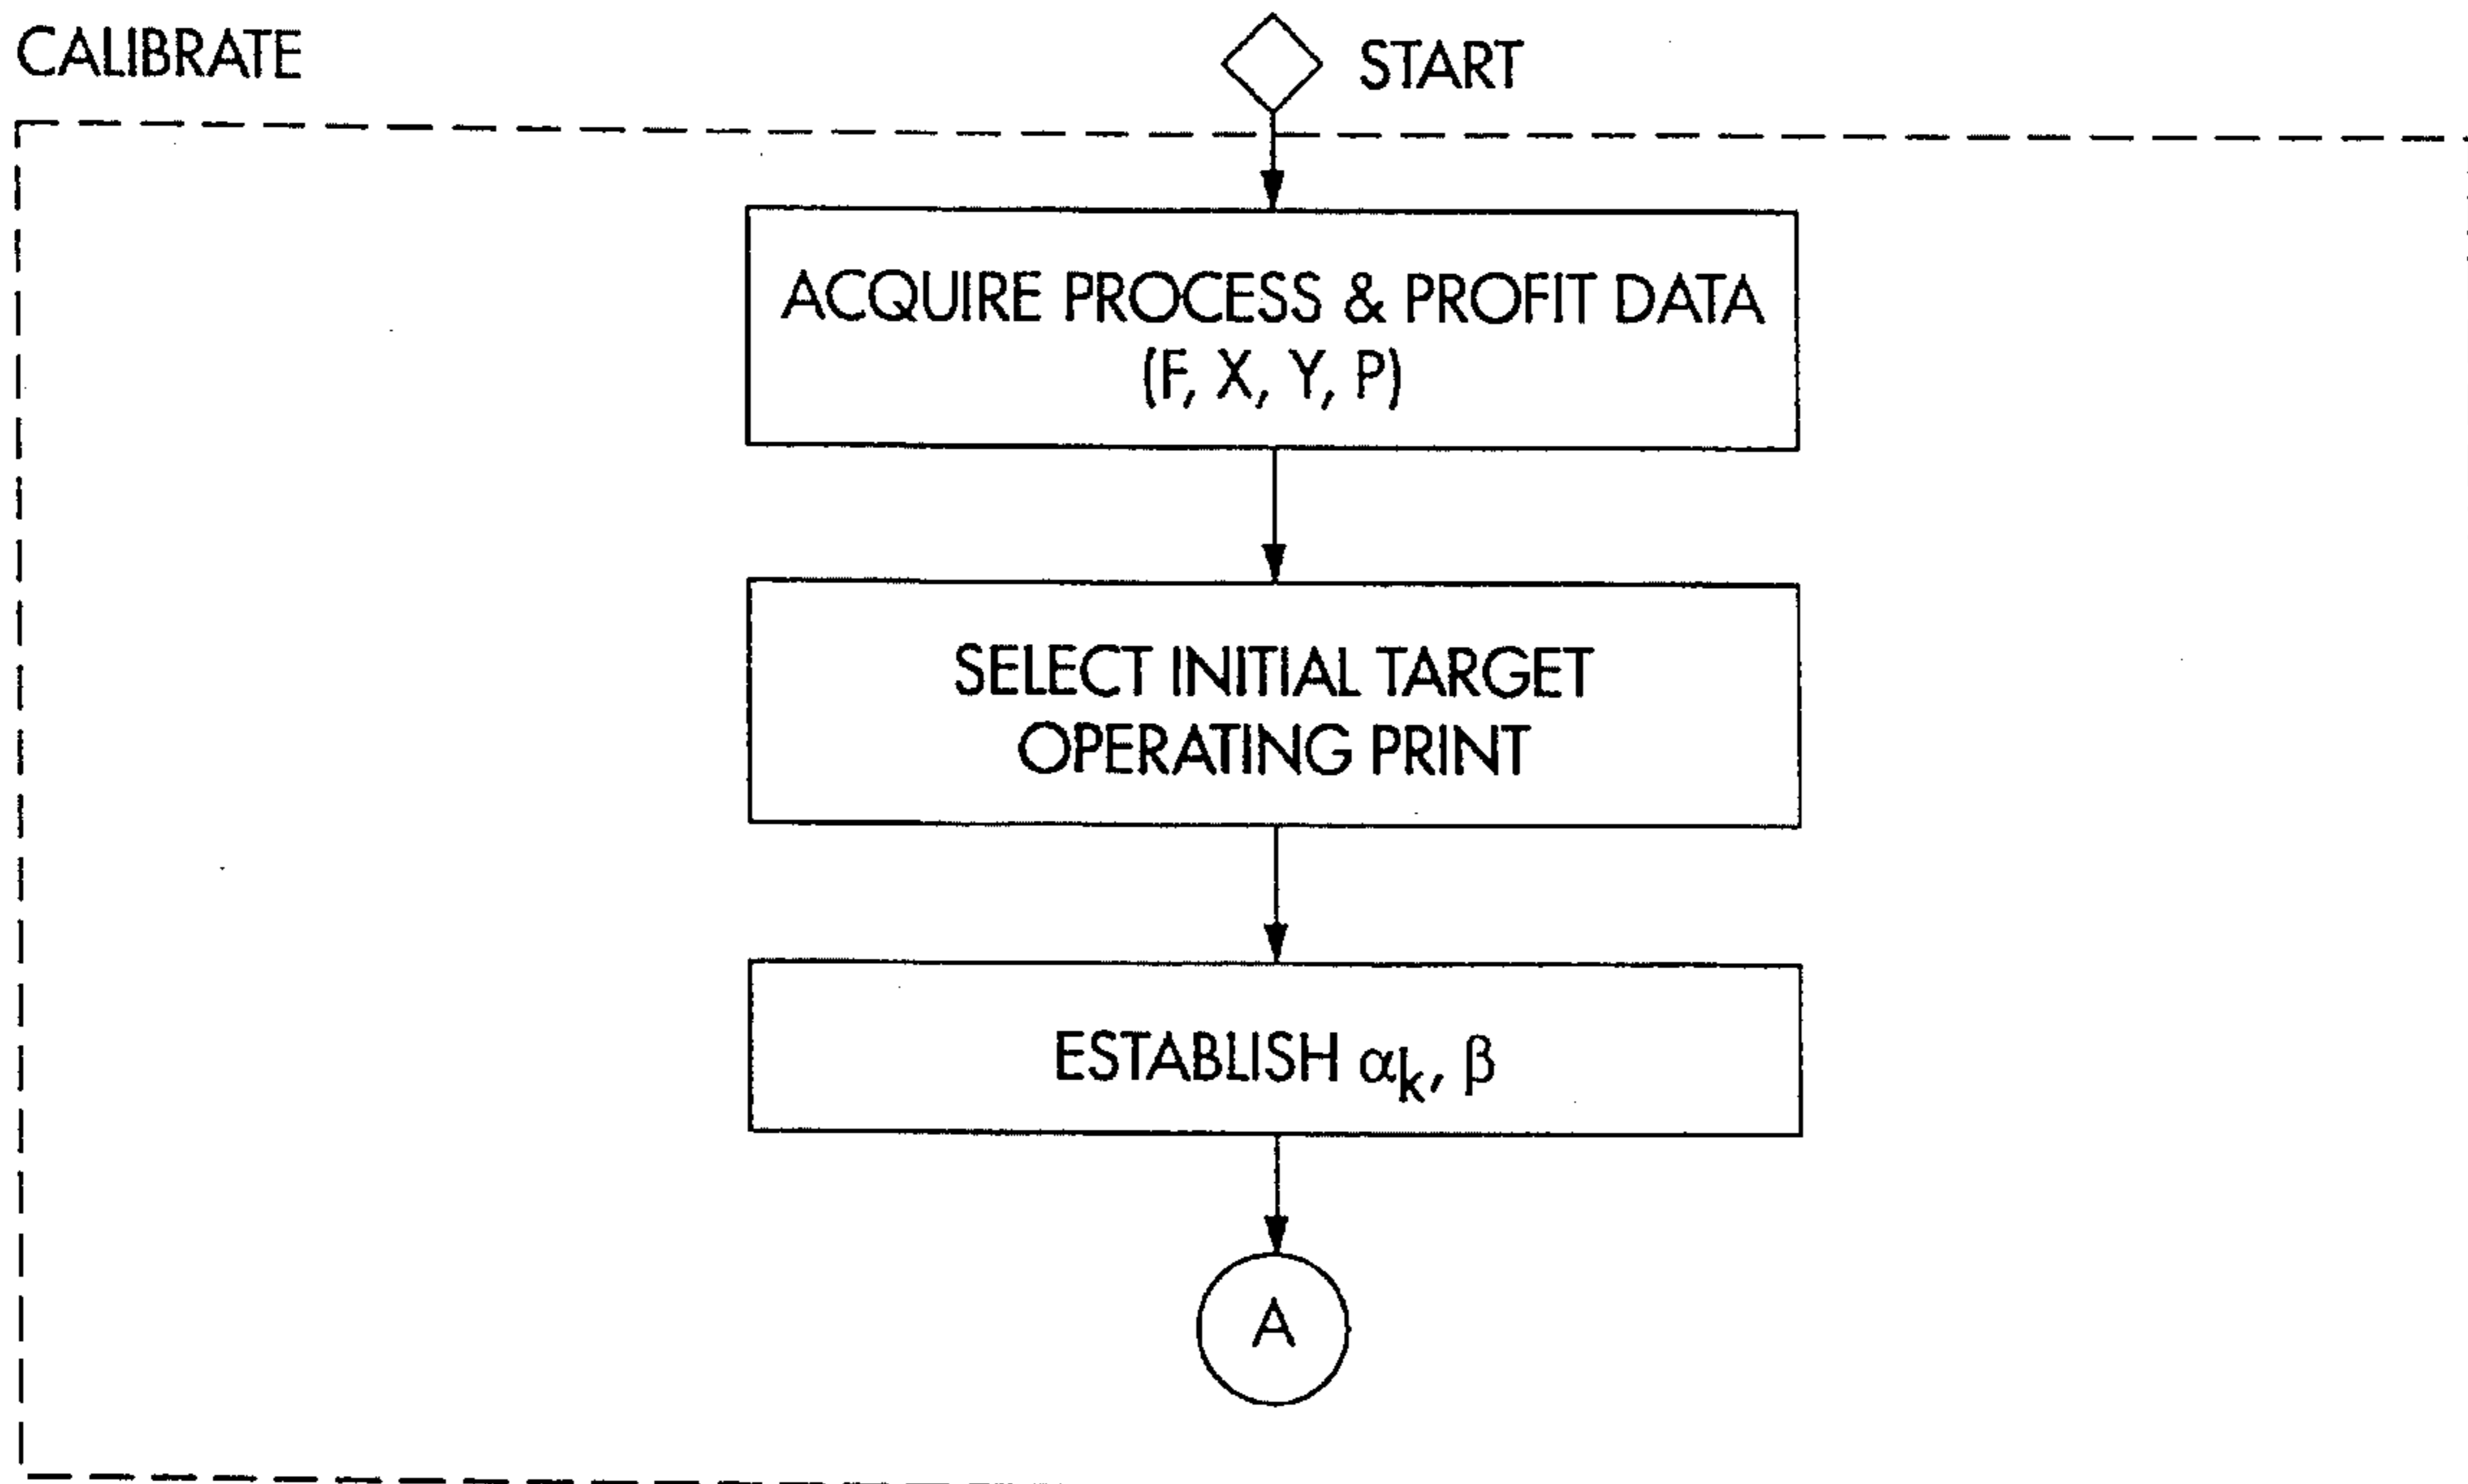 CALIBRATE
START
ACQUIRE PROCESS & PROFIT DATA
(F, X, Y, P)
SELECT INITIAL TARGET
OPERATING PRINT
ESTABLISH αk, β
A